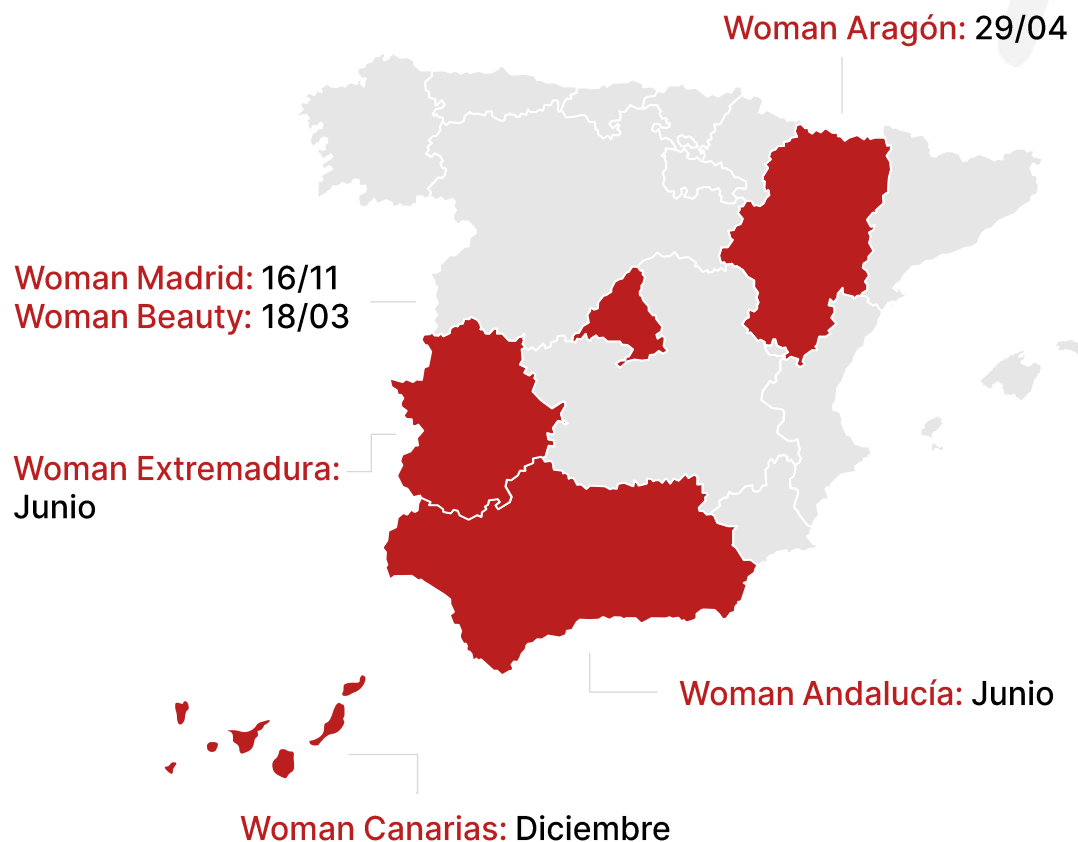 Woman Aragón: 29/04
Woman Madrid: 16/11
Woman Beauty: 18/03
Woman Extremadura:
Junio
Woman Andalucía: Junio
Woman Canarias: Diciembre